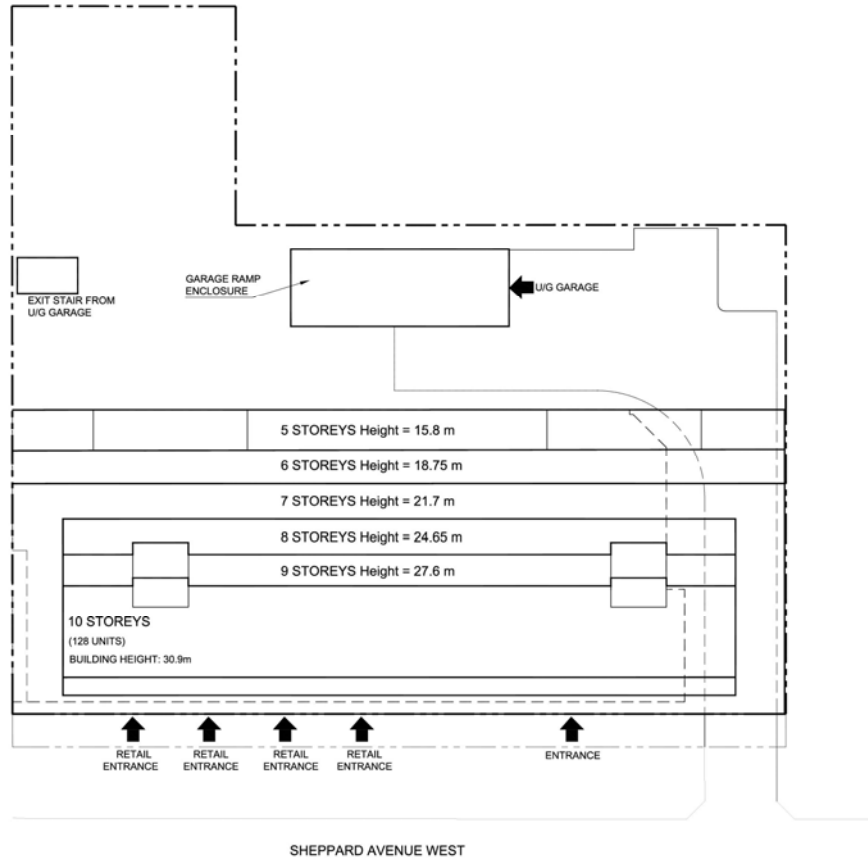 GARAGE RAMP
ENCLOSURE
U/G GARAGE
EXIT STAIR FROM
U/G GARAGE
5 STOREYS Height = 15.8 m
6 STOREYS Height = 18.75 m
7 STOREYS Height = 21.7 m
8 STOREYS Height = 24.65 m
9 STOREYS Height = 27.6 m
10 STOREYS
(128 UNITS)
BUILDING HEIGHT: 30.9m
RETAIL
ENTRANCE
RETAIL
ENTRANCE
RETAIL
ENTRANCE
RETAIL
ENTRANCE
ENTRANCE
SHEPPARD AVENUE WEST